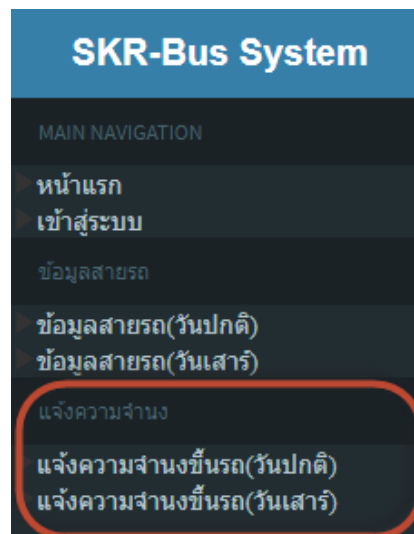 SKR-Bus System
MAIN NAVIGATION
หน้าแรก
เข้าสู่ระบบ
ข้อมูลสายรถ
ข้อมูลสายรถ(วันปกติ)
ข้อมูลสายรถ(วันเสาร์)
แจ้งความจำนง
แจ้งความจำนงขึ้นรถ(วันปกติ)
แจ้งความจำนงขึ้นรถ(วันเสาร์)